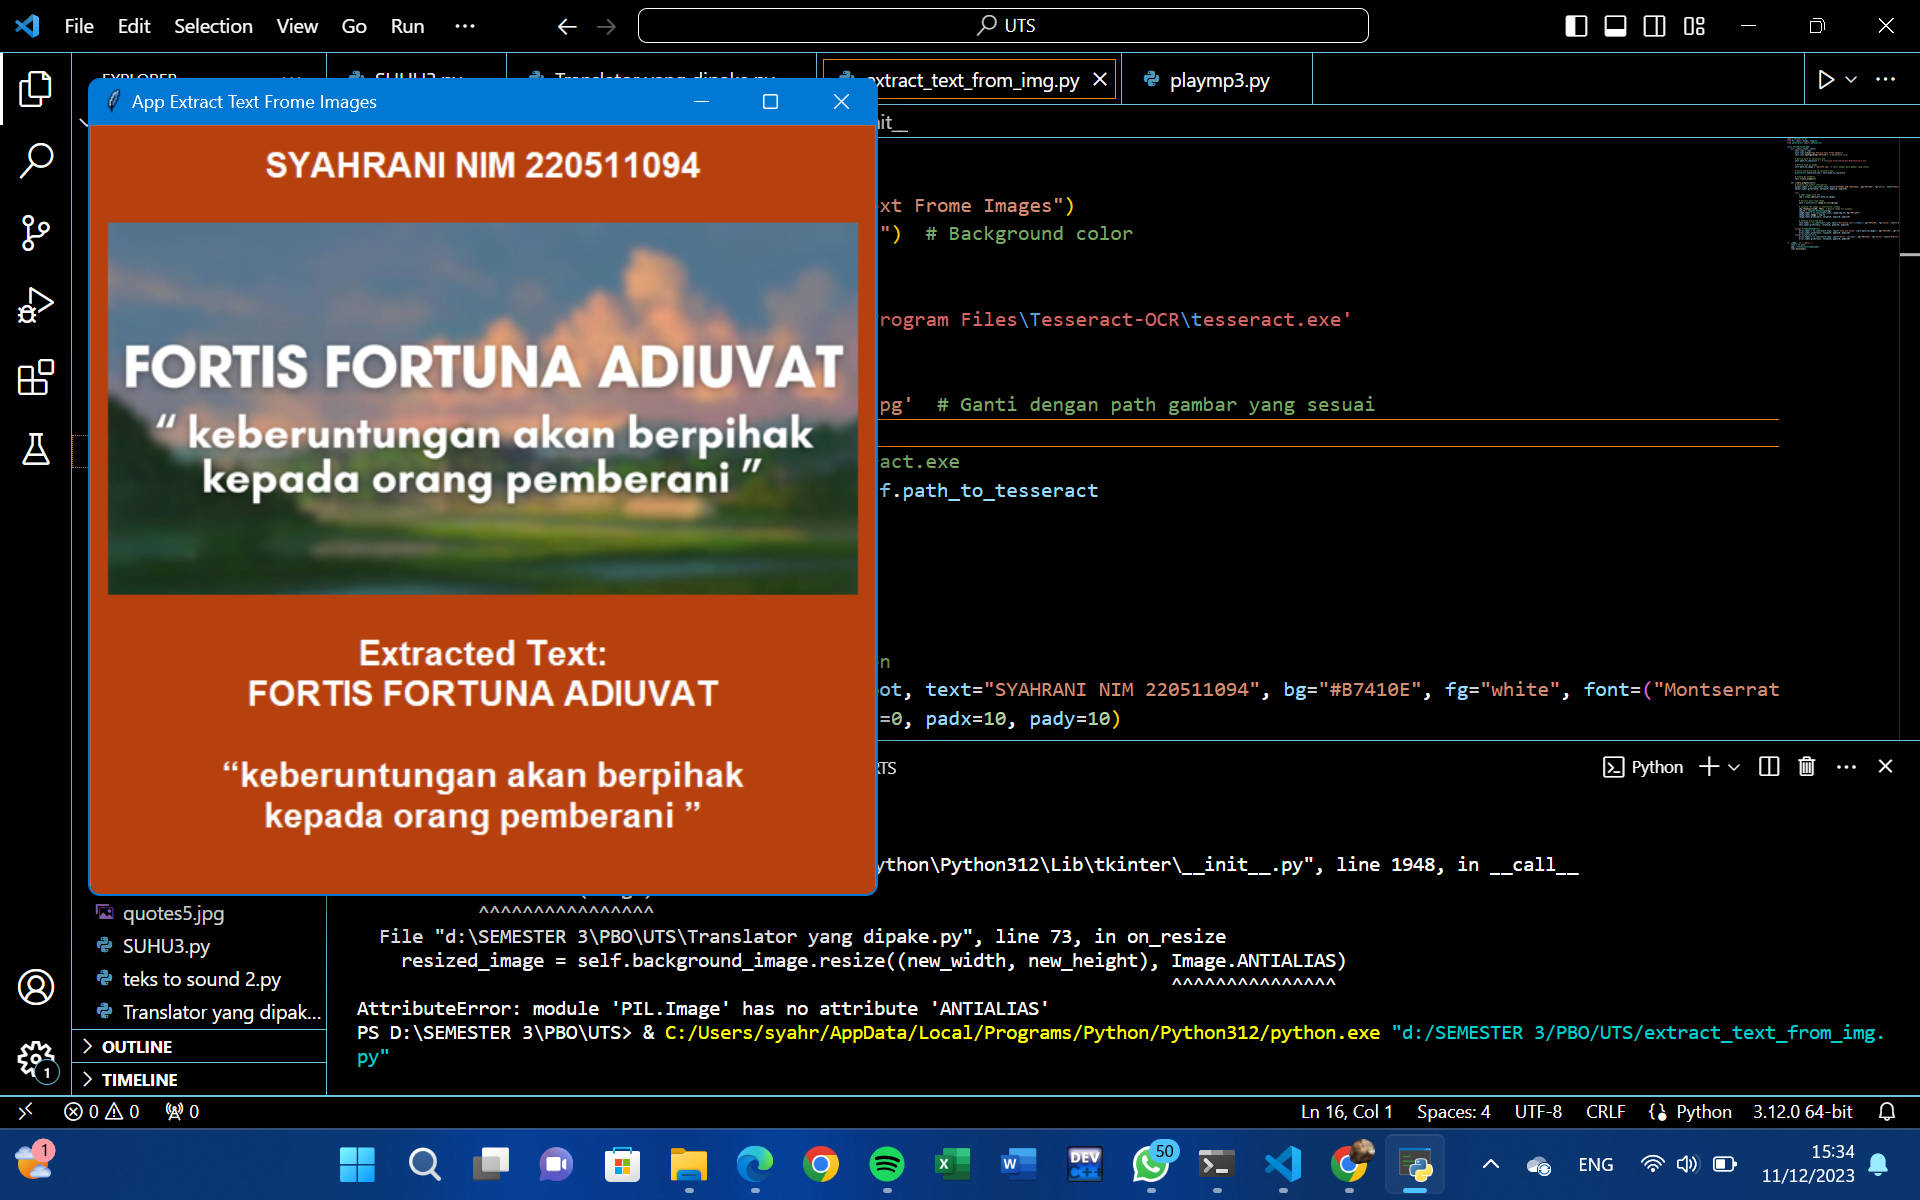 File Edit Selection View Go Run ···
UTS
extract_text_from_img.py
playmp3.py
App Extract Text Frome Images
SYAHRANI NIM 220511094
FORTIS FORTUNA ADIUVAT
“ keberuntungan akan berpihak
kepada orang pemberani ”
Extracted Text:
FORTIS FORTUNA ADIUVAT
“keberuntungan akan berpihak
kepada orang pemberani ”
it__
xt Frome Images")
") # Background color
rogram Files\Tesseract-OCR\tesseract.exe'
pg' # Ganti dengan path gambar yang sesuai
act.exe
f.path_to_tesseract
n
ot, text="SYAHRANI NIM 220511094", bg="#B7410E", fg="white", font=("Montserrat
=0, padx=10, pady=10)
TS
Python
ython\Python312\Lib\tkinter\__init__.py", line 1948, in __call__
^^^^^^^^^^^^^^^
File "d:\SEMESTER 3\PBO\UTS\Translator yang dipake.py", line 73, in on_resize
resized_image = self.background_image.resize((new_width, new_height), Image.ANTIALIAS)
^^^^^^^^^^^^^^^
AttributeError: module 'PIL.Image' has no attribute 'ANTIALIAS'
PS D:\SEMESTER 3\PBO\UTS> & C:/Users/syahr/AppData/Local/Programs/Python/Python312/python.exe "d:/SEMESTER 3/PBO/UTS/extract_text_from_img.
py"
quotes5.jpg
SUHU3.py
teks to sound 2.py
Translator yang dipak...
OUTLINE
TIMELINE
1
0 0 0
Ln 16, Col 1 Spaces: 4 UTF-8 CRLF Python 3.12.0 64-bit
1
DEV
C++
50
ENG
15:34
11/12/2023